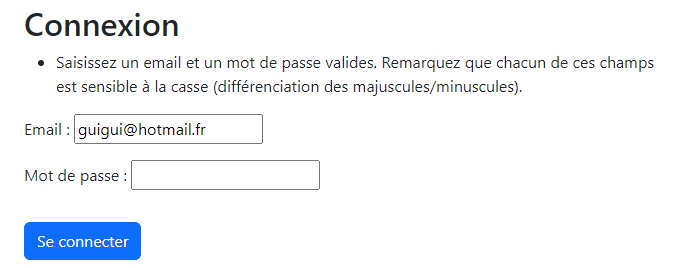 Connexion
• Saisissez un email et un mot de passe valides. Remarquez que chacun de ces champs
est sensible à la casse (différenciation des majuscules/minuscules).
Email : guigui@hotmail.fr
Mot de passe :
Se connecter